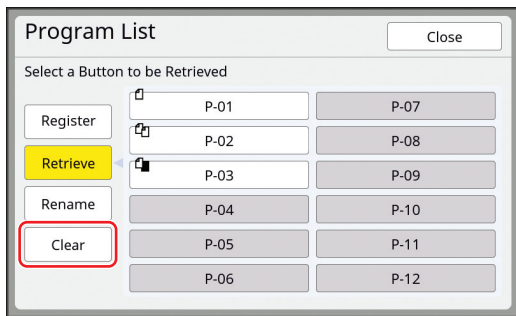 Program List
Close
Select a Button to be Retrieved
Register
Retrieve
Rename
Clear
P-01
P-02
P-03
P-04
P-05
P-06
P-07
P-08
P-09
P-10
P-11
P-12